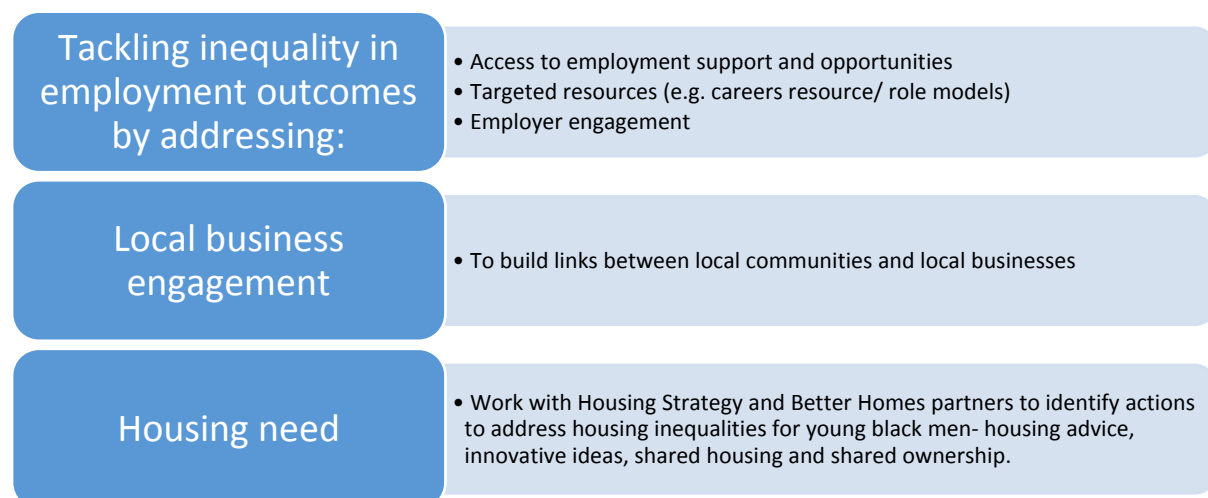 Tackling inequality in
employment outcomes
by addressing:
• Access to employment support and opportunities
• Targeted resources (e.g. careers resource/ role models)
• Employer engagement
Local business
engagement
• To build links between local communities and local businesses
Housing need
• Work with Housing Strategy and Better Homes partners to identify actions
to address housing inequalities for young black men- housing advice,
innovative ideas, shared housing and shared ownership.